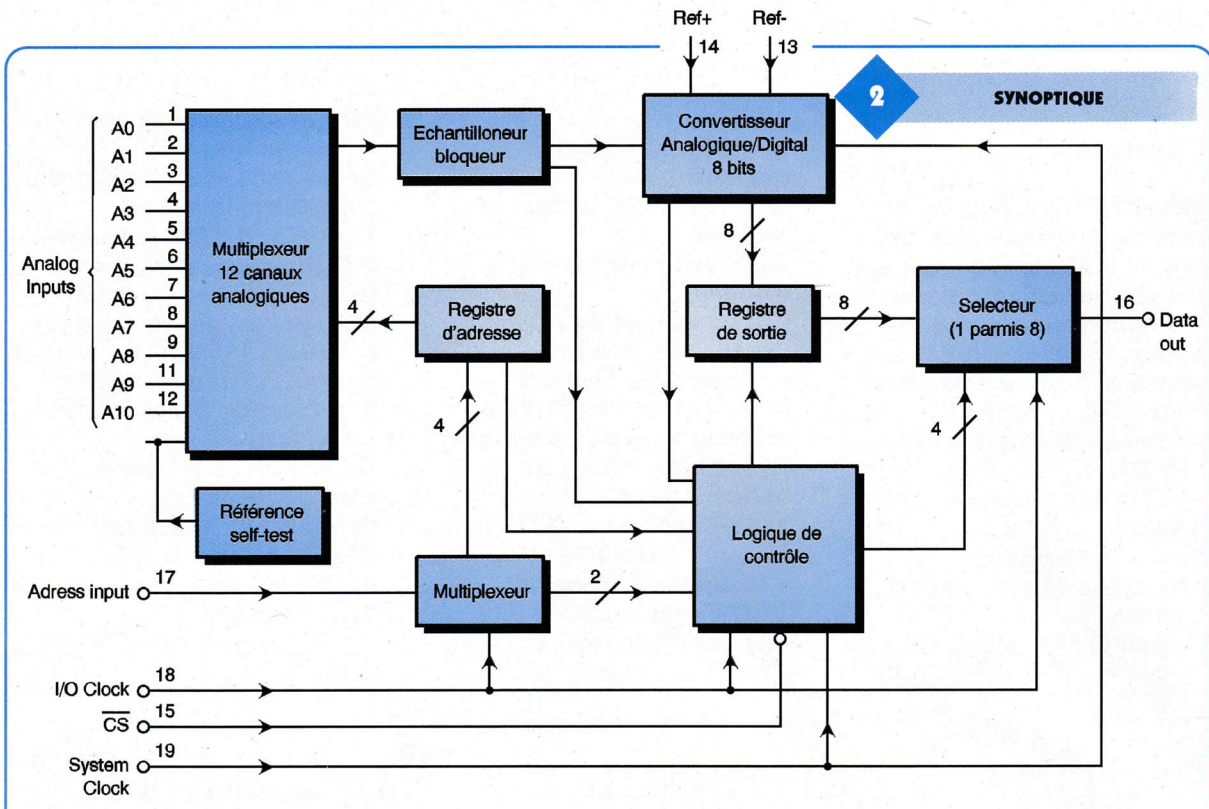 Ref+ Ref-
14 13
2 SYNOPTIQUE
Analog
Inputs
A0 1
A1 2
A2 3
A3 4
A4 5
A5 6
A6 7
A7 8
A8 9
A9 11
A10 12
Multiplexeur
12 canaux
analogiques
Echantilloneur
bloqueur
Convertisseur
Analogique/Digital
8 bits
8
4
Registre
d'adresse
Registre
de sortie
8
Selecteur
(1 parmis 8)
16
Data
out
4
4
Référence
self-test
Logique de
contrôle
Adress input 17
Multiplexeur
2
I/O Clock 18
CS 15
System
Clock 19